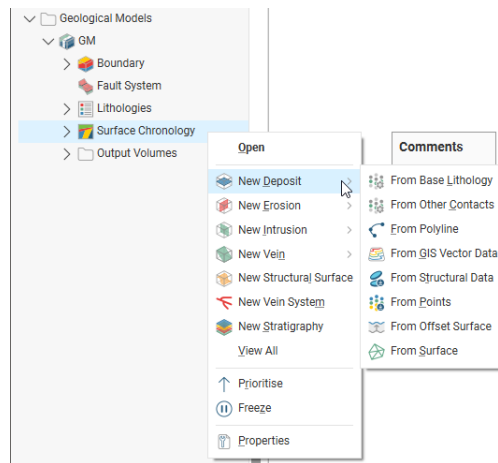 Geological Models
GM
Boundary
Fault System
Lithologies
Surface Chronology
Output Volumes
Open
New Deposit
New Erosion
New Intrusion
New Vein
New Structural Surface
New Vein System
New Stratigraphy
View All
Prioritise
Freeze
Properties
Comments
From Base Lithology
From Other Contacts
From Polyline
From GIS Vector Data
From Structural Data
From Points
From Offset Surface
From Surface